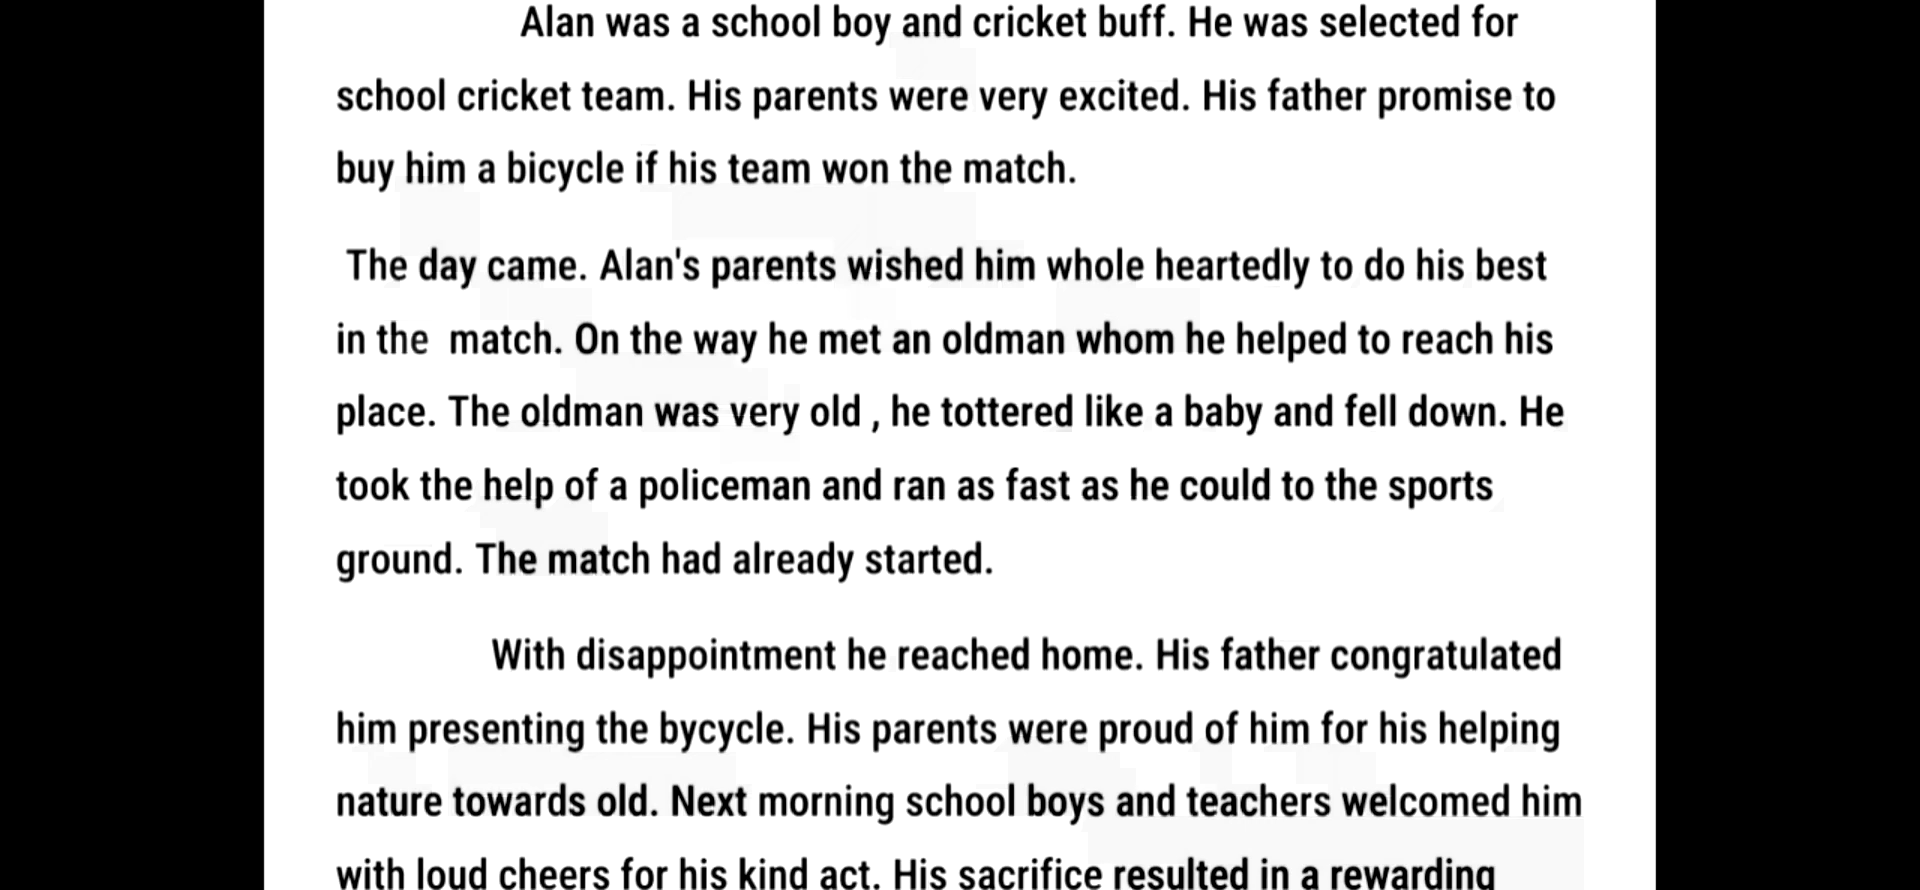 Alan was a school boy and cricket buff. He was selected for
school cricket team. His parents were very excited. His father promise to
buy him a bicycle if his team won the match.
The day came. Alan's parents wished him whole heartedly to do his best
in the match. On the way he met an oldman whom he helped to reach his
place. The oldman was very old , he tottered like a baby and fell down. He
took the help of a policeman and ran as fast as he could to the sports
ground. The match had already started.
With disappointment he reached home. His father congratulated
him presenting the bycycle. His parents were proud of him for his helping
nature towards old. Next morning school boys and teachers welcomed him
with loud cheers for his kind act. His sacrifice resulted in a rewarding